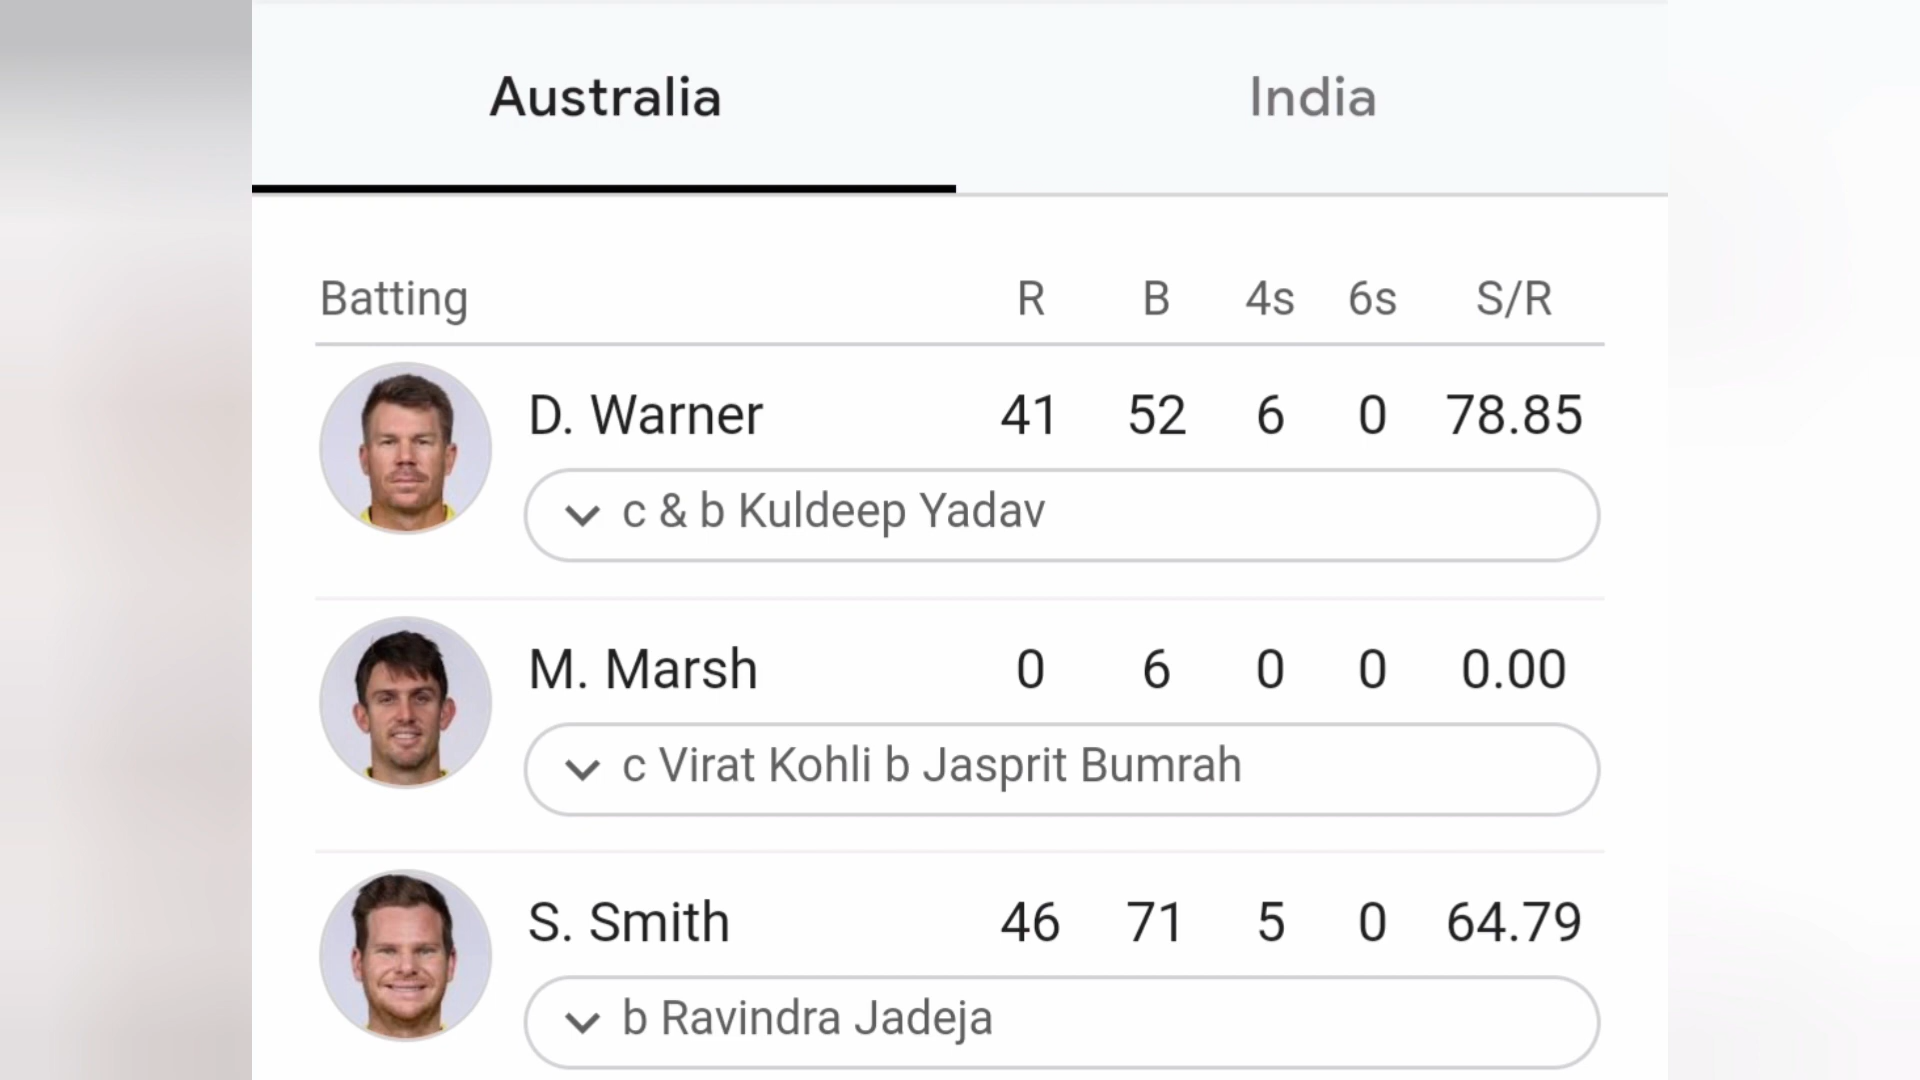 Australia India
Batting R B 4s 6s S/R
D. Warner 41 52 6 0 78.85
c & b Kuldeep Yadav
M. Marsh 0 6 0 0 0.00
c Virat Kohli b Jasprit Bumrah
S. Smith 46 71 5 0 64.79
b Ravindra Jadeja